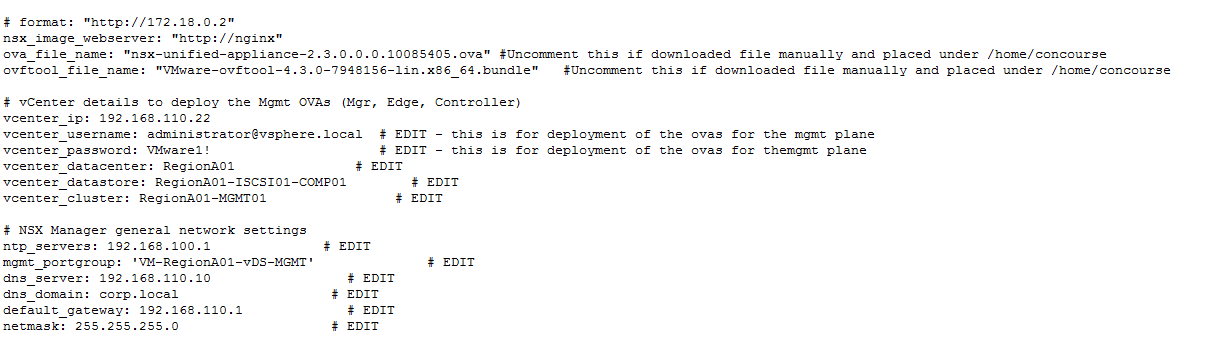 # format: "http://172.18.0.2"
nsx_image_webserver: "http://nginx"
ova_file_name: "nsx-unified-appliance-2.3.0.0.0.10085405.ova" #Uncomment this if downloaded file manually and placed under /home/concourse
ovftool_file_name: "VMware-ovftool-4.3.0-7948156-lin.x86_64.bundle"   #Uncomment this if downloaded file manually and placed under /home/concourse

# vCenter details to deploy the Mgmt OVAs (Mgr, Edge, Controller)
vcenter_ip: 192.168.110.22
vcenter_username: administrator@vsphere.local  # EDIT - this is for deployment of the ovas for the mgmt plane
vcenter_password: VMware1!                     # EDIT - this is for deployment of the ovas for themgmt plane
vcenter_datacenter: RegionA01               # EDIT
vcenter_datastore: RegionA01-ISCSI01-COMP01        # EDIT
vcenter_cluster: RegionA01-MGMT01                # EDIT

# NSX Manager general network settings
ntp_servers: 192.168.100.1              # EDIT
mgmt_portgroup: 'VM-RegionA01-vDS-MGMT'              # EDIT
dns_server: 192.168.110.10                 # EDIT
dns_domain: corp.local                   # EDIT
default_gateway: 192.168.110.1             # EDIT
netmask: 255.255.255.0                   # EDIT